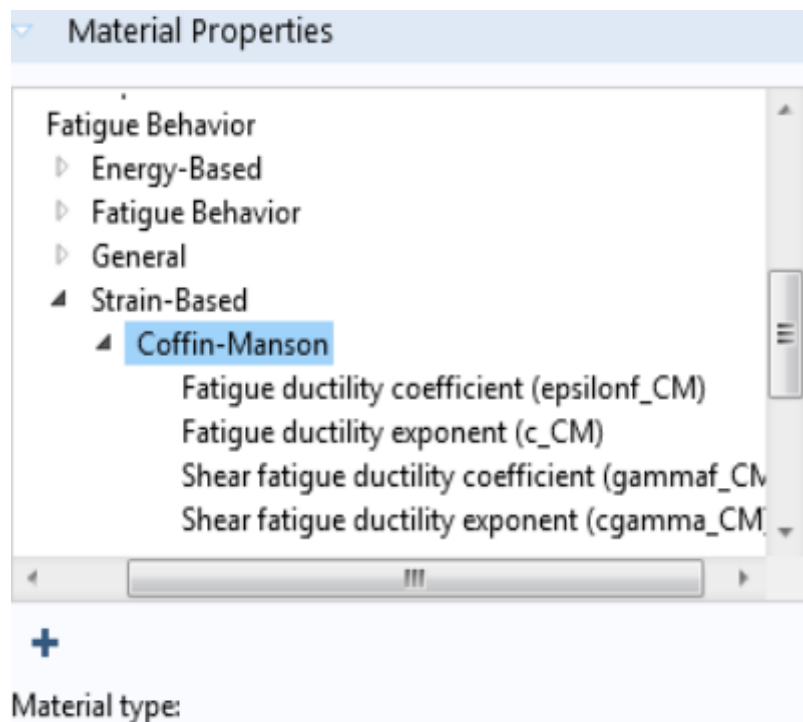 Material Properties
Fatigue Behavior
Energy-Based
Fatigue Behavior
General
Strain-Based
Coffin-Manson
Fatigue ductility coefficient (epsilonf_CM)
Fatigue ductility exponent (c_CM)
Shear fatigue ductility coefficient (gammaf_CM
Shear fatigue ductility exponent (cgamma_CM)
Material type: